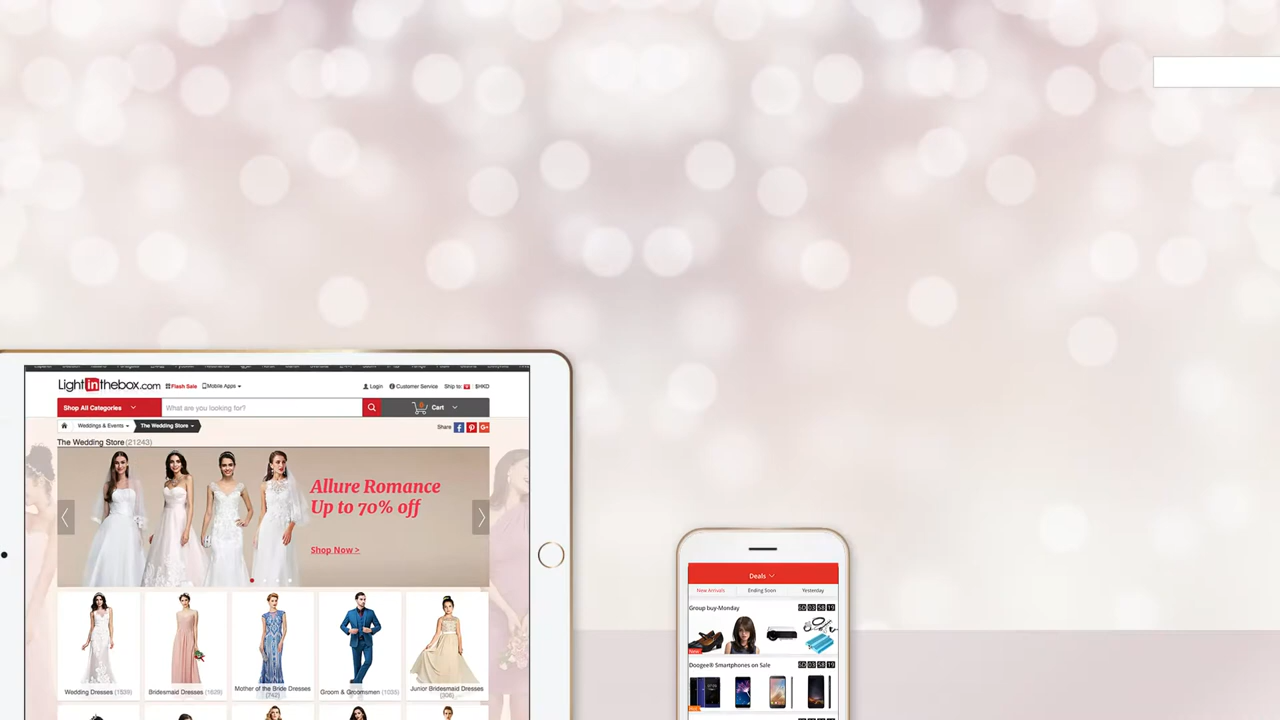 Lightinthebox.com Flash Sale Mobile Apps Login Customer Service Ship to: $HKD
Shop All Categories What are you looking for? 0 Cart
Weddings & Events The Wedding Store Share
The Wedding Store (21243)
Allure Romance
Up to 70% off
Shop Now >
Wedding Dresses (1839)
Bridesmaid Dresses (1629)
Mother of the Bride Dresses
(742)
Groom & Groomsmen (1035)
Junior Bridesmaid Dresses
(306)
Deals
New Arrivals Ending Soon Yesterday
Group buy-Monday
New
Doogee® Smartphones on Sale